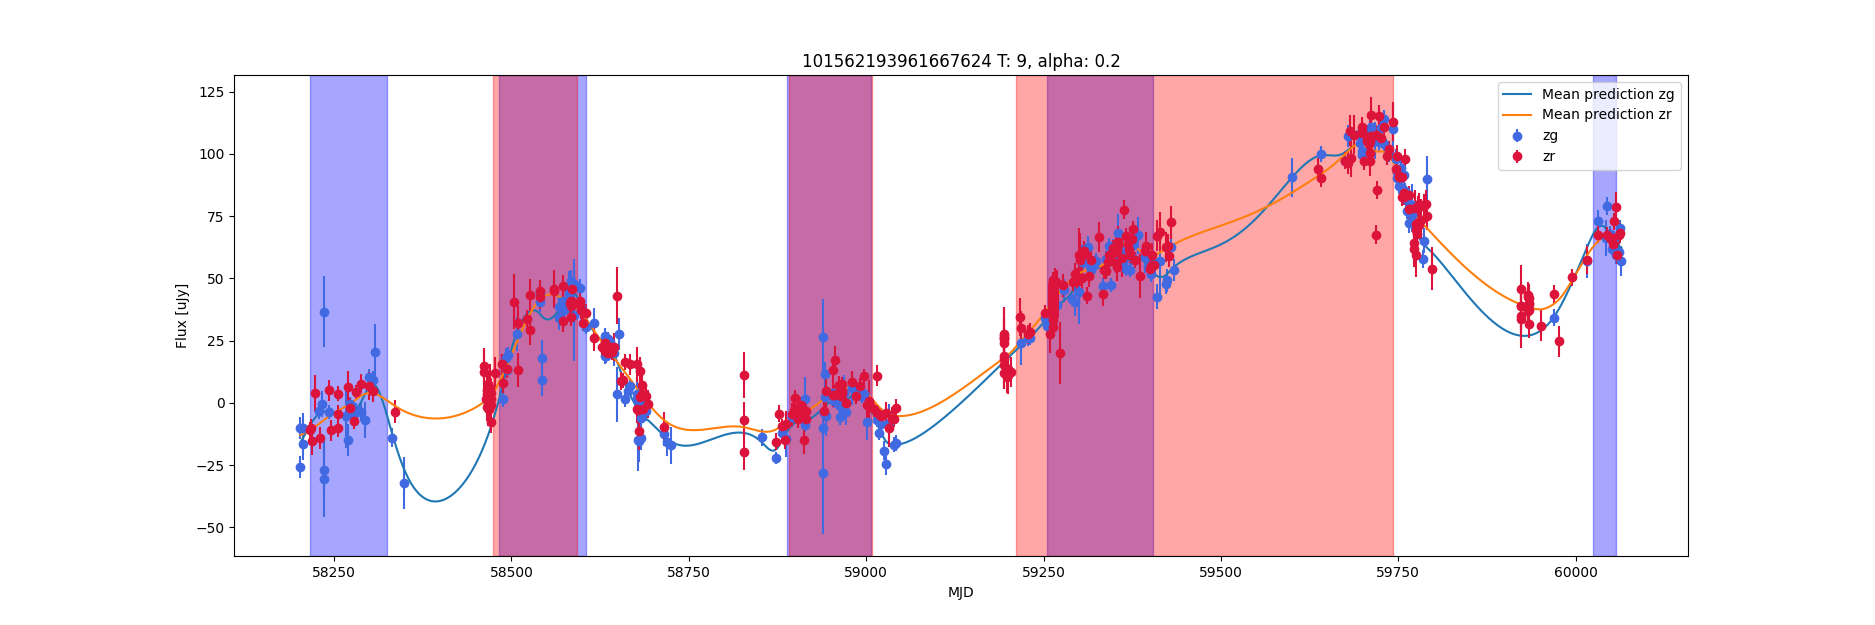 101562193961667624 T: 9, alpha: 0.2
125
100
75
50
25
0
−25
−50
Flux [uJy]
58250 58500 58750 59000 59250 59500 59750 60000
MJD
Mean prediction zg
Mean prediction zr
zg
zr